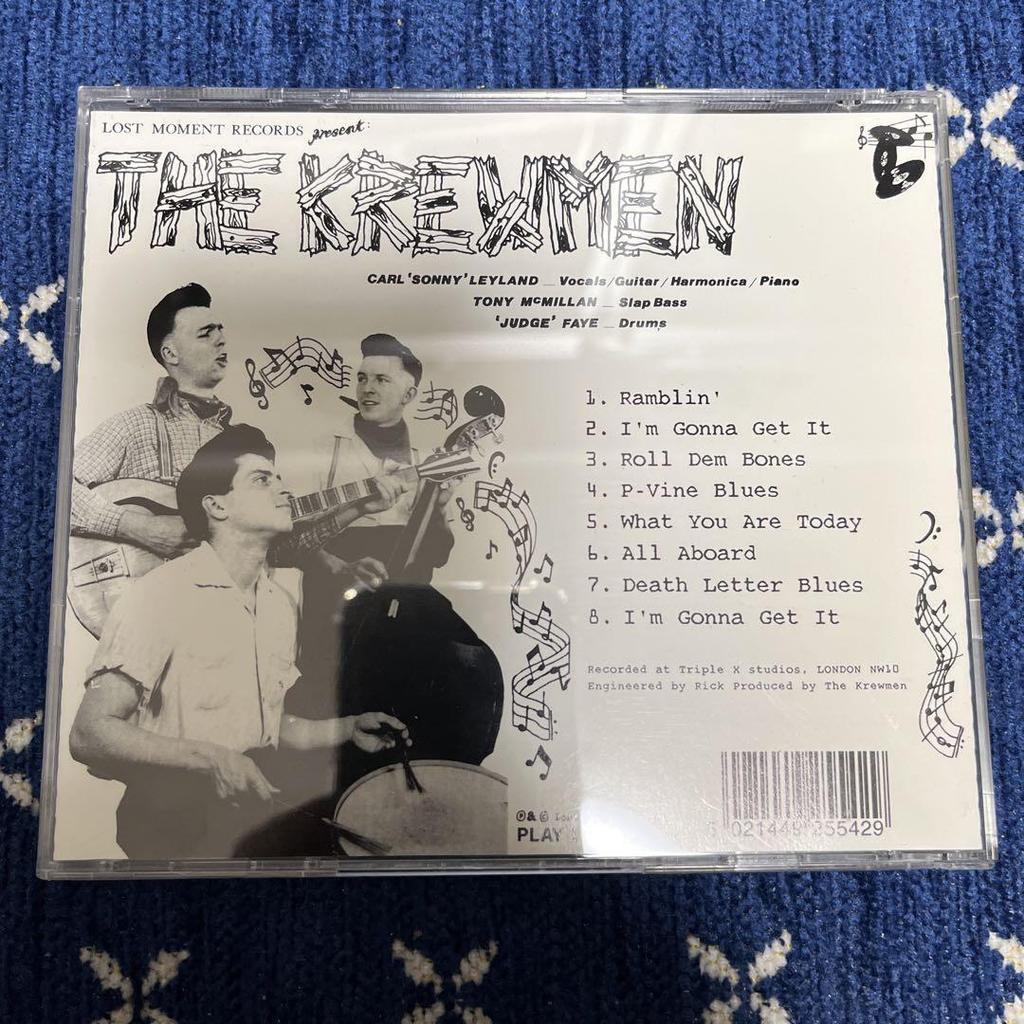 LOST MOMENT RECORDS present:
THE KREWMEN
CARL 'SONNY' LEYLAND _ Vocals/Guitar/Harmonica/Piano
TONY McMILLAN _ Slap Bass
'JUDGE' FAYE _ Drums
1. Ramblin'
2. I'm Gonna Get It
3. Roll Dem Bones
4. P-Vine Blues
5. What You Are Today
6. All Aboard
7. Death Letter Blues
8. I'm Gonna Get It
Recorded at Triple X studios, LONDON NW10
Engineered by Rick Produced by The Krewmen
℗ & ©
PLAY
021449 255429